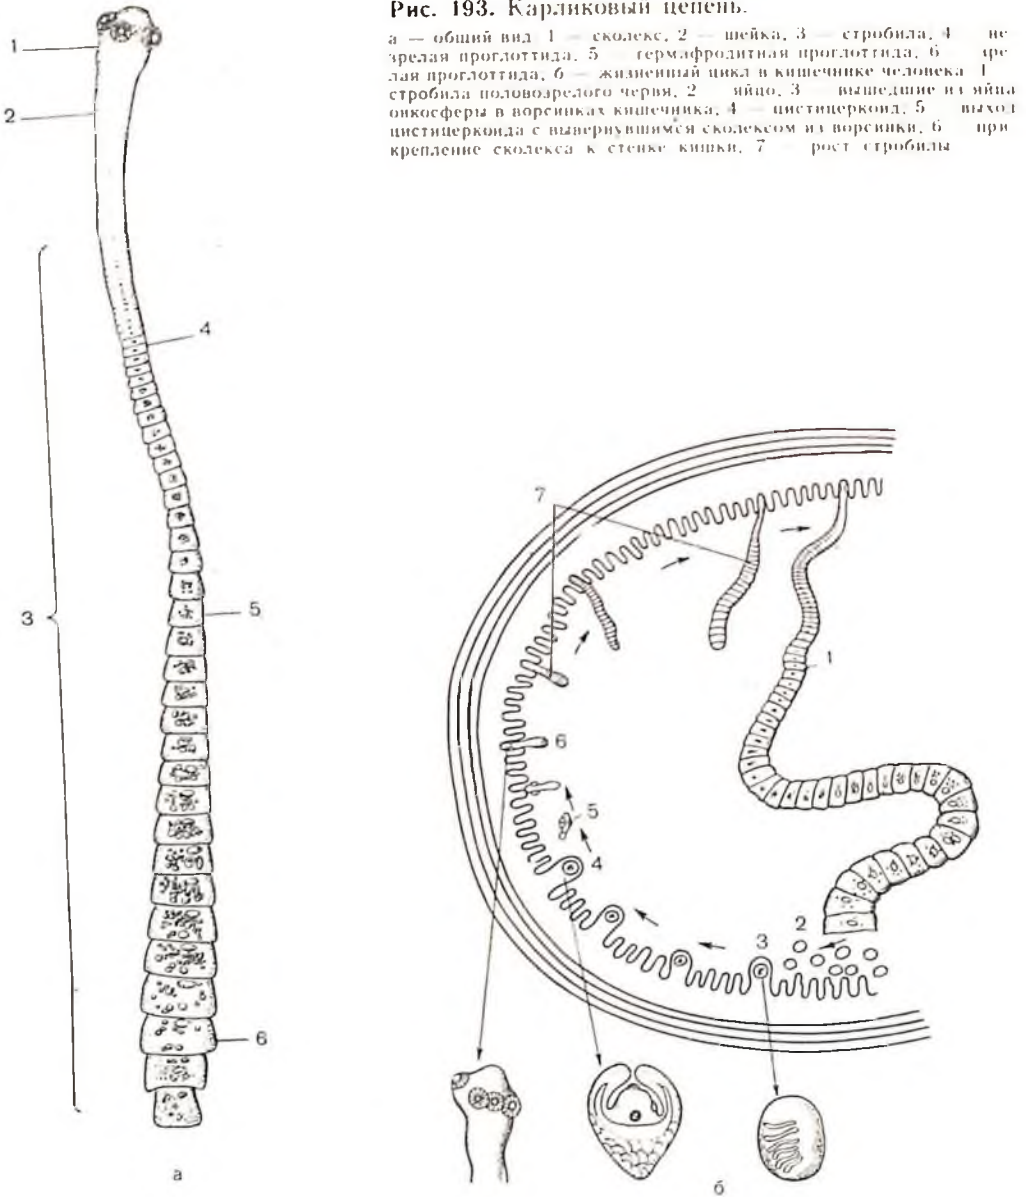 Рис. 193. Карликовый цепень.
а — общий вид 1 — сколекс, 2 — шейка, 3 — стробила, 4 — не
зрелая проглоттида, 5 — гермафродитная проглоттида, 6 — зре
лая проглоттида, б — жизненный цикл в кишечнике человека 1 —
стробила половозрелого червя, 2 — яйцо, 3 — вышедшие из яйца
онкосферы в ворсинках кишечника, 4 — цистицеркоид, 5 — выход
цистицеркоида с вывернувшимся сколексом из ворсинки, 6 — при
крепление сколекса к стенке кишки, 7 — рост стробилы
1
2
3
4
5
6
а
7
1
6
5
4
3
2
б